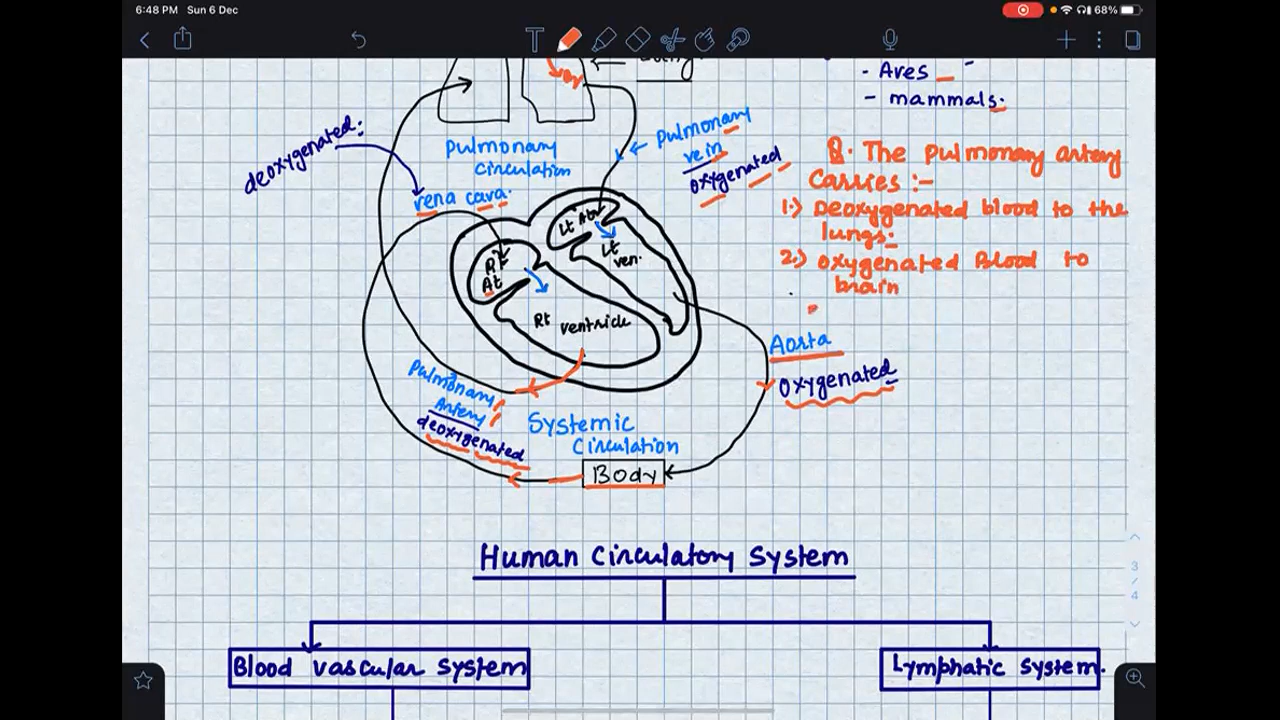 6:48 PM Sun 6 Dec
68%
T
- Aves
- mammals.
deoxygenated:
Pulmonary
Circulation
Pulmonary
vein
oxygenated
vena cava.
Q. The Pulmonary artery
Carries :-
1.) Deoxygenated blood to the
lungs.
2.) Oxygenated Blood to
brain
Lt Atr
Lt
ven.
Rt
At
Rt ventricle
Aorta
Oxygenated
Pulmonary
Artery
deoxygenated
Systemic
Circulation
Body
Human Circulatory System
3
/
4
Blood vascular System
Lymphatic System.